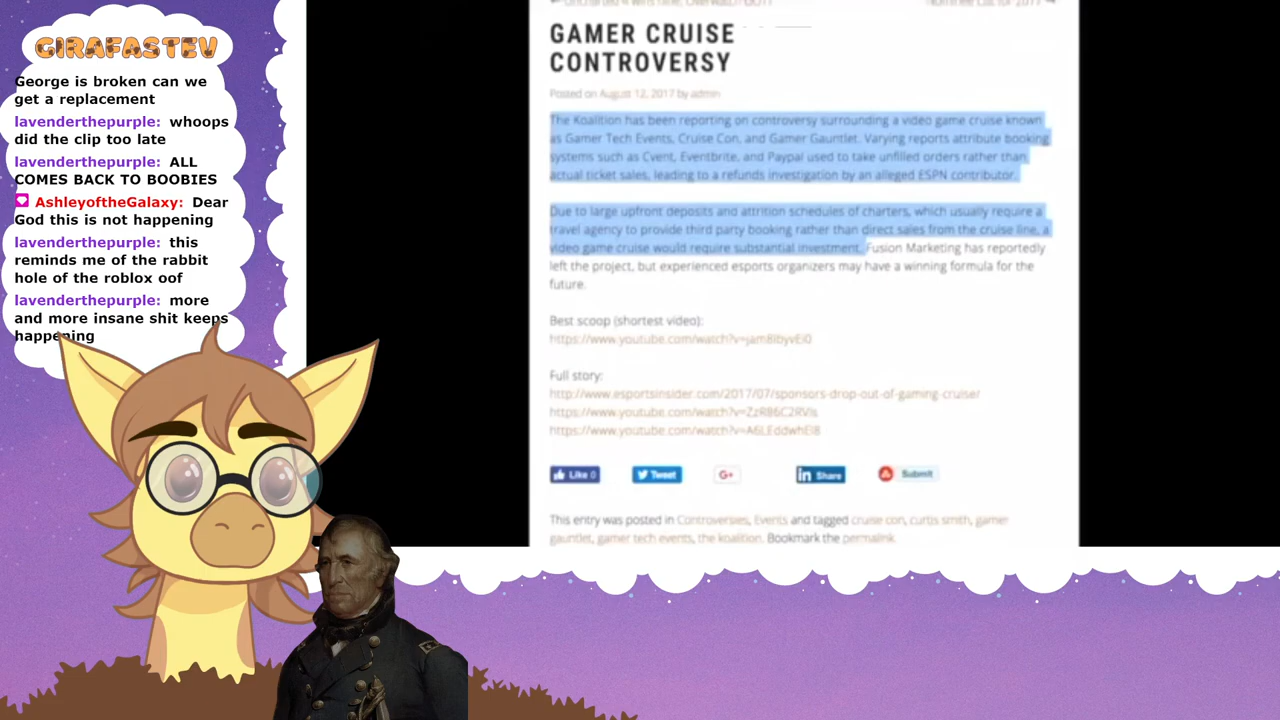 GIRAFASTEV
George is broken can we
get a replacement
lavenderthepurple: whoops
did the clip too late
lavenderthepurple: ALL
COMES BACK TO BOOBIES
AshleyoftheGalaxy: Dear
God this is not happening
lavenderthepurple: this
reminds me of the rabbit
hole of the roblox oof
lavenderthepurple: more
and more insane shit keeps
happening
GAMER CRUISE
CONTROVERSY
Posted on August 12, 2017 by admin
The Koalition has been reporting on controversy surrounding a video game cruise known
as Gamer Tech Events, Cruise Con, and Gamer Gauntlet. Varying reports attribute booking
systems such as Cvent, Eventbrite, and Paypal used to take unfilled orders rather than
actual ticket sales, leading to a refunds investigation by an alleged ESPN contributor.
Due to large upfront deposits and attrition schedules of charters, which usually require a
travel agency to provide third party booking rather than direct sales from the cruise line, a
video game cruise would require substantial investment. Fusion Marketing has reportedly
left the project, but experienced esports organizers may have a winning formula for the
future.
Best scoop (shortest video):
Full story:
http://www.esportsinsider.com/2017/07/sponsors-drop-out-of-gaming-cruise/
Like 0
Tweet
G+
in Share
Submit
This entry was posted in Controversies, Events and tagged cruise con, curtis smith, gamer
gauntlet, gamer tech events, the koalition. Bookmark the permalink.